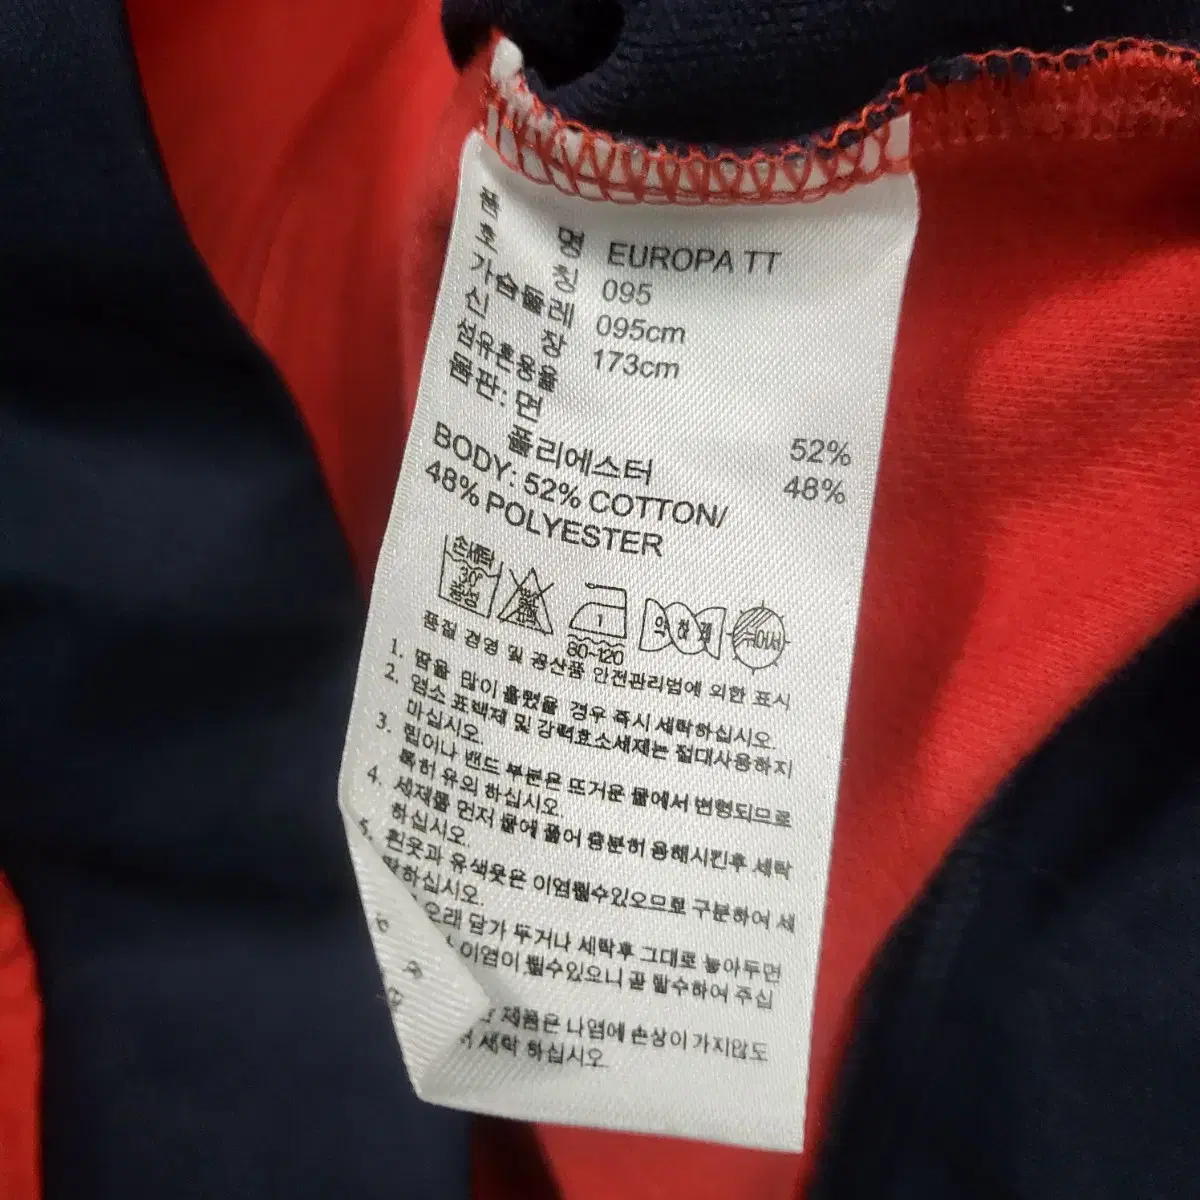 품 명 EUROPA TT
호 칭 095
가슴둘레 095cm
신 장 173cm
섬유혼용율
몸판: 면 52%
폴리에스터 48%
BODY: 52% COTTON/
48% POLYESTER
손세탁
30°
중성
1
80~120
약하게
뉘어서
품질 경영 및 공산품 안전관리법에 의한 표시
1. 땀을 많이 흘렸을 경우 즉시 세탁하십시오.
2. 염소 표백제 및 강력효소세제는 절대사용하지
마십시오.
3. 힘이나 밴드 부분은 뜨거운 물에서 변형되므로
특히 유의 하십시오.
4. 세제를 먼저 물에 풀어 충분히 용해시킨후 세탁
하십시오.
5. 흰옷과 유색옷은 이염될수있으므로 구분하여 세
탁하십시오.
오래 담가 두거나 세탁후 그대로 놓아두면
이염이 될수있으니 곧 탈수하여 주십
제품은 나염에 손상이 가지않도
세탁 하십시오.